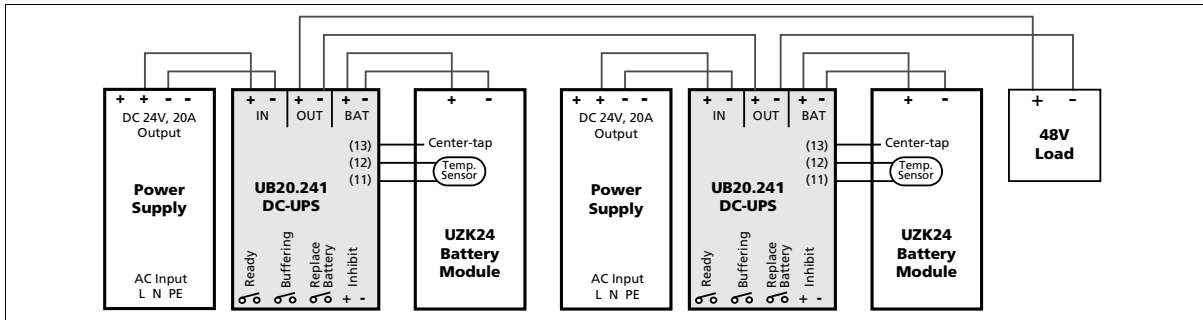 + + - -
DC 24V, 20A
Output
Power
Supply
AC Input
L N PE
+ - + - + -
IN OUT BAT
(13)
(12)
(11)
UB20.241
DC-UPS
Ready
Buffering
Replace
Battery
Inhibit
+ -
+ -
Center-tap
Temp.
Sensor
UZK24
Battery
Module
+ + - -
DC 24V, 20A
Output
Power
Supply
AC Input
L N PE
+ - + - + -
IN OUT BAT
(13)
(12)
(11)
UB20.241
DC-UPS
Ready
Buffering
Replace
Battery
Inhibit
+ -
+ -
Center-tap
Temp.
Sensor
UZK24
Battery
Module
+ -
48V
Load